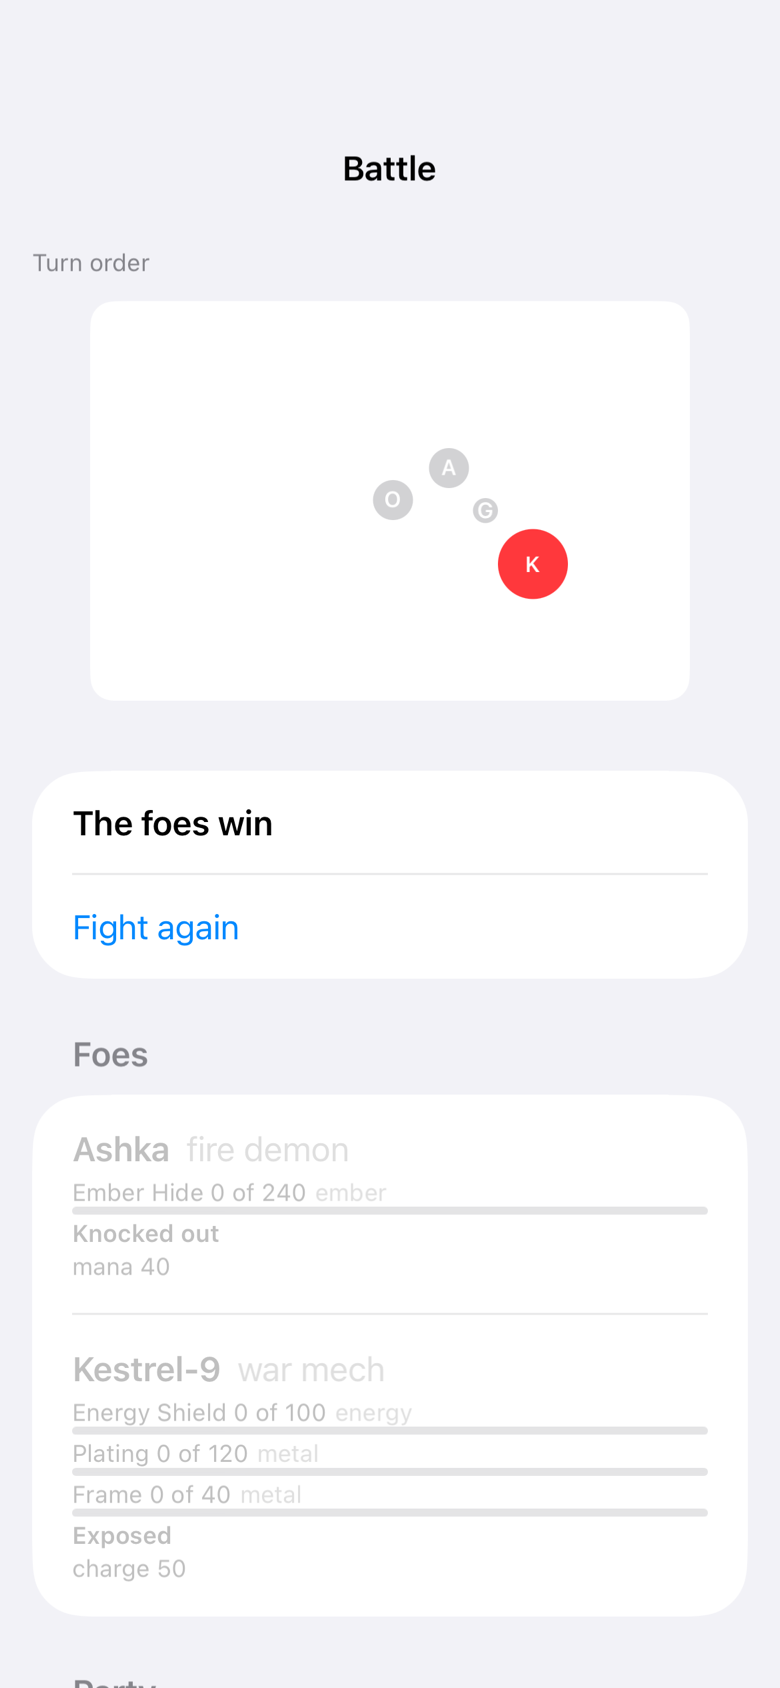 Battle
Turn order
A
O
G
K
The foes win
Fight again
Foes
Ashka fire demon
Ember Hide 0 of 240 ember
Knocked out
mana 40
Kestrel-9 war mech
Energy Shield 0 of 100 energy
Plating 0 of 120 metal
Frame 0 of 40 metal
Exposed
charge 50
Party